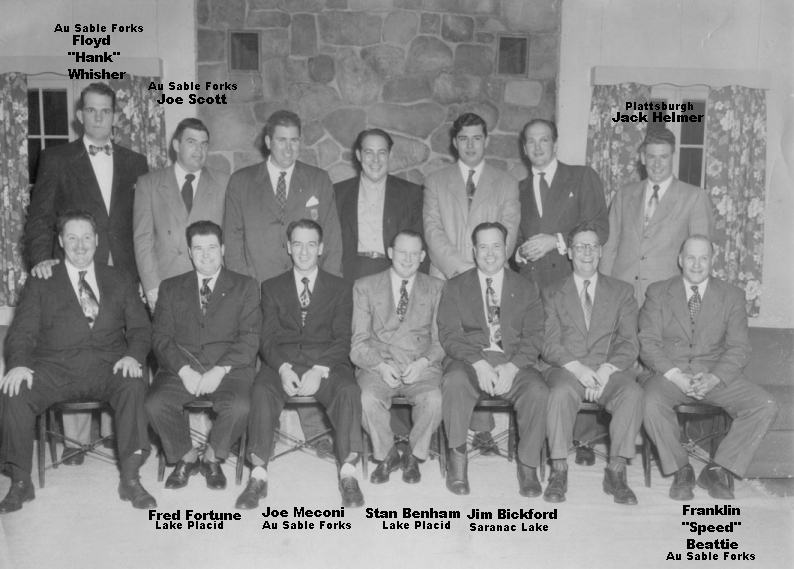 Au Sable Forks
Floyd
"Hank"
Whisher
Au Sable Forks
Joe Scott
Plattsburgh
Jack Helmer
Fred Fortune
Lake Placid
Joe Meconi
Au Sable Forks
Stan Benham
Lake Placid
Jim Bickford
Saranac Lake
Franklin
"Speed"
Beattie
Au Sable Forks